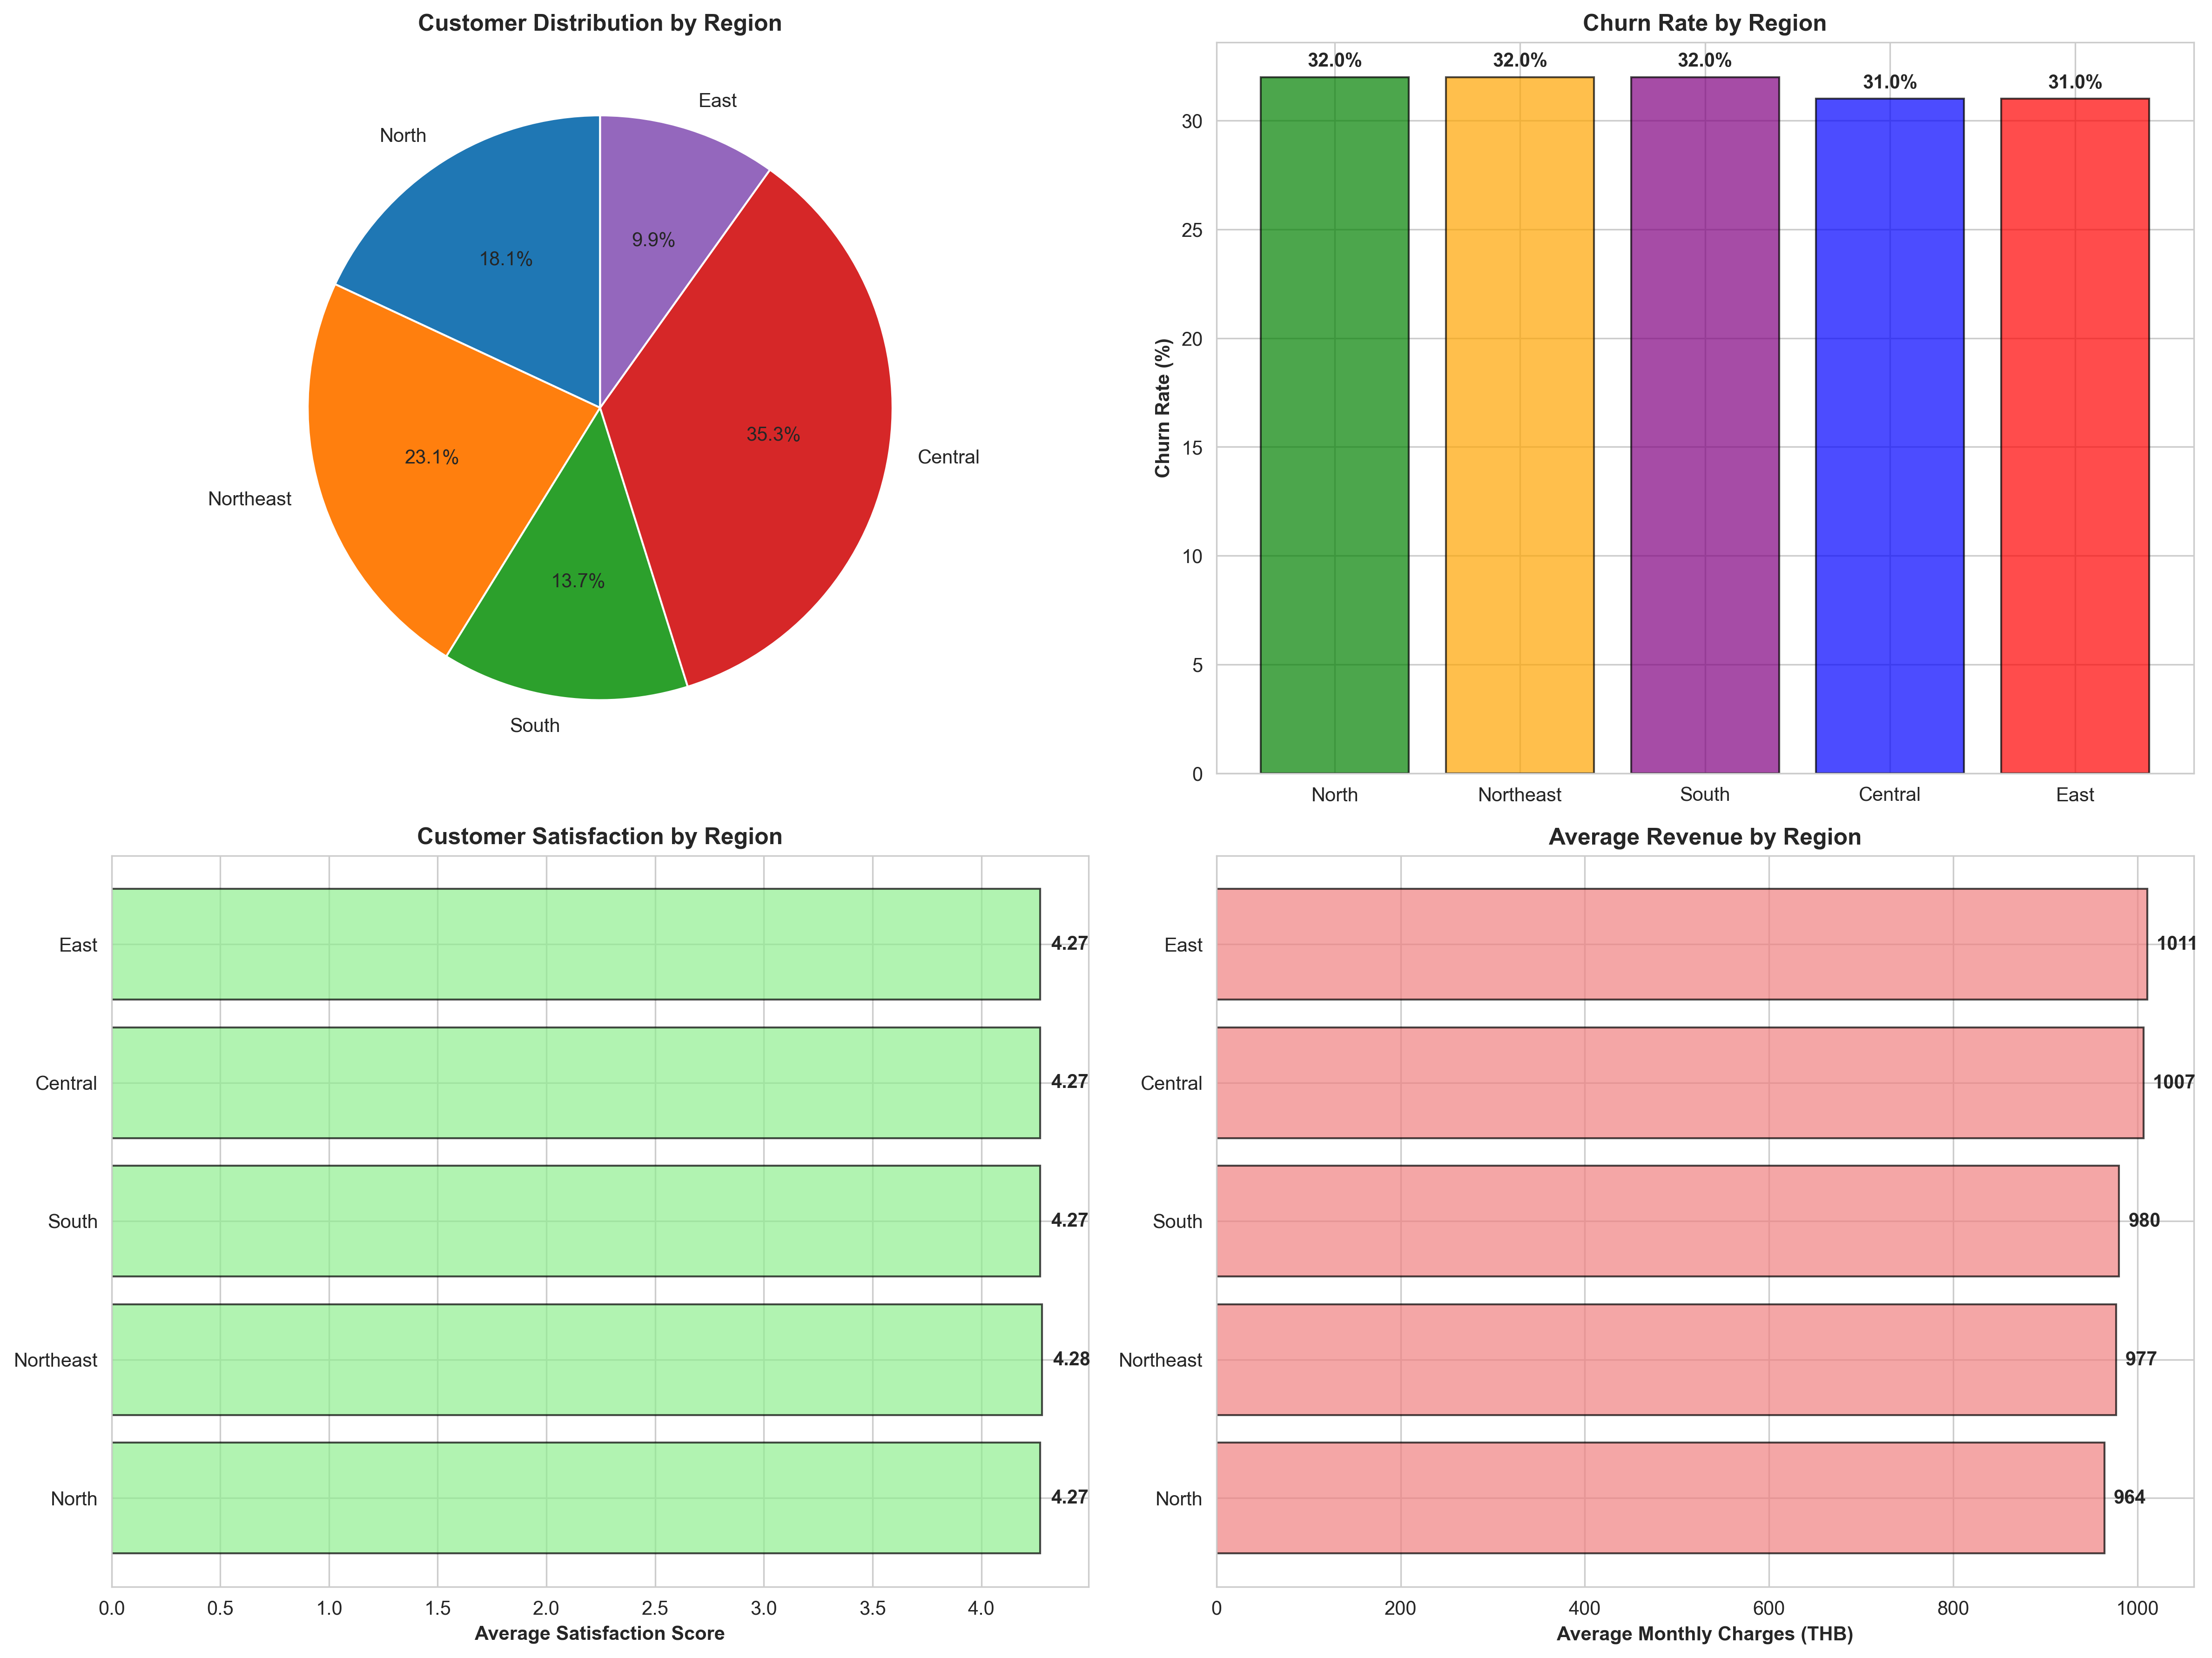 Customer Distribution by Region
East
North
9.9%
18.1%
35.3%
Central
23.1%
Northeast
13.7%
South
Churn Rate by Region
32.0%
32.0%
32.0%
31.0%
31.0%
30
25
20
15
10
5
0
Churn Rate (%)
North
Northeast
South
Central
East
Customer Satisfaction by Region
East
4.27
Central
4.27
South
4.27
Northeast
4.28
North
4.27
0.0
0.5
1.0
1.5
2.0
2.5
3.0
3.5
4.0
Average Satisfaction Score
Average Revenue by Region
East
1011
Central
1007
South
980
Northeast
977
North
964
0
200
400
600
800
1000
Average Monthly Charges (THB)